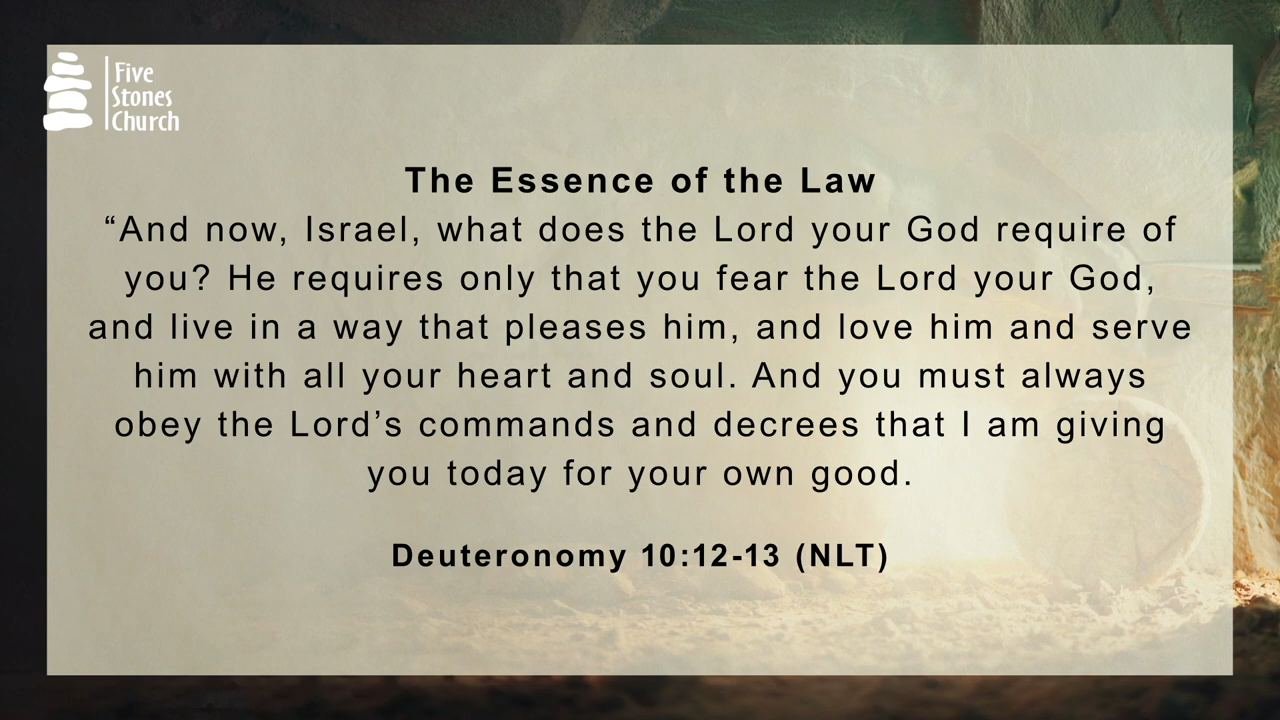 Five
Stones
Church
The Essence of the Law
“And now, Israel, what does the Lord your God require of
you? He requires only that you fear the Lord your God,
and live in a way that pleases him, and love him and serve
him with all your heart and soul. And you must always
obey the Lord’s commands and decrees that I am giving
you today for your own good.
Deuteronomy 10:12-13 (NLT)